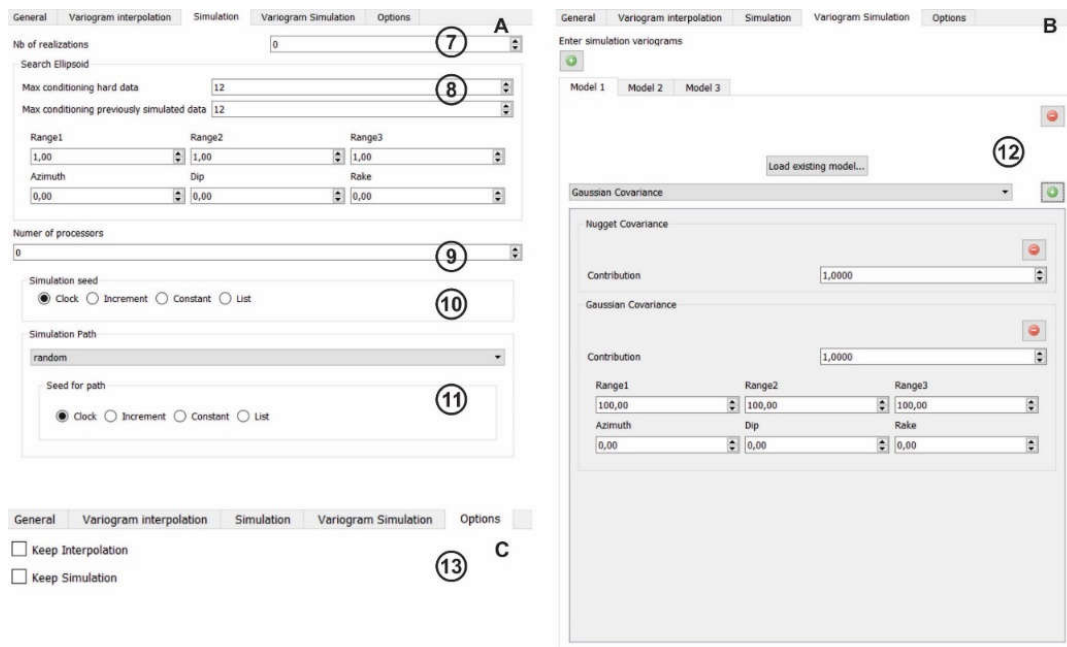 General Variogram interpolation Simulation Variogram Simulation Options
A
Nb of realizations 0
7
Search Ellipsoid
Max conditioning hard data 12
8
Max conditioning previously simulated data 12
Range1 Range2 Range3
1,00 1,00 1,00
Azimuth Dip Rake
0,00 0,00 0,00
Numer of processors
0
9
Simulation seed
Clock Increment Constant List
10
Simulation Path
random
Seed for path
11
Clock Increment Constant List
General Variogram interpolation Simulation Variogram Simulation Options
C
Keep Interpolation
13
Keep Simulation
General Variogram interpolation Simulation Variogram Simulation Options
B
Enter simulation variograms
Model 1 Model 2 Model 3
12
Load existing model...
Gaussian Covariance
Nugget Covariance
Contribution 1,0000
Gaussian Covariance
Contribution 1,0000
Range1 Range2 Range3
100,00 100,00 100,00
Azimuth Dip Rake
0,00 0,00 0,00